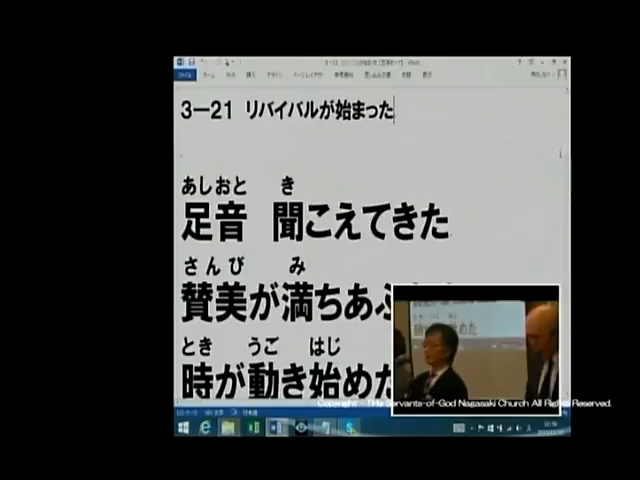 3―21 リバイバルが始まった
あしおと き
足音 聞こえてきた
さんび み
賛美が満ちあふ
とき うご はじ
時が動き始めた
Copyright The Servants-of-God Nagasaki Church All Rights Reserved.